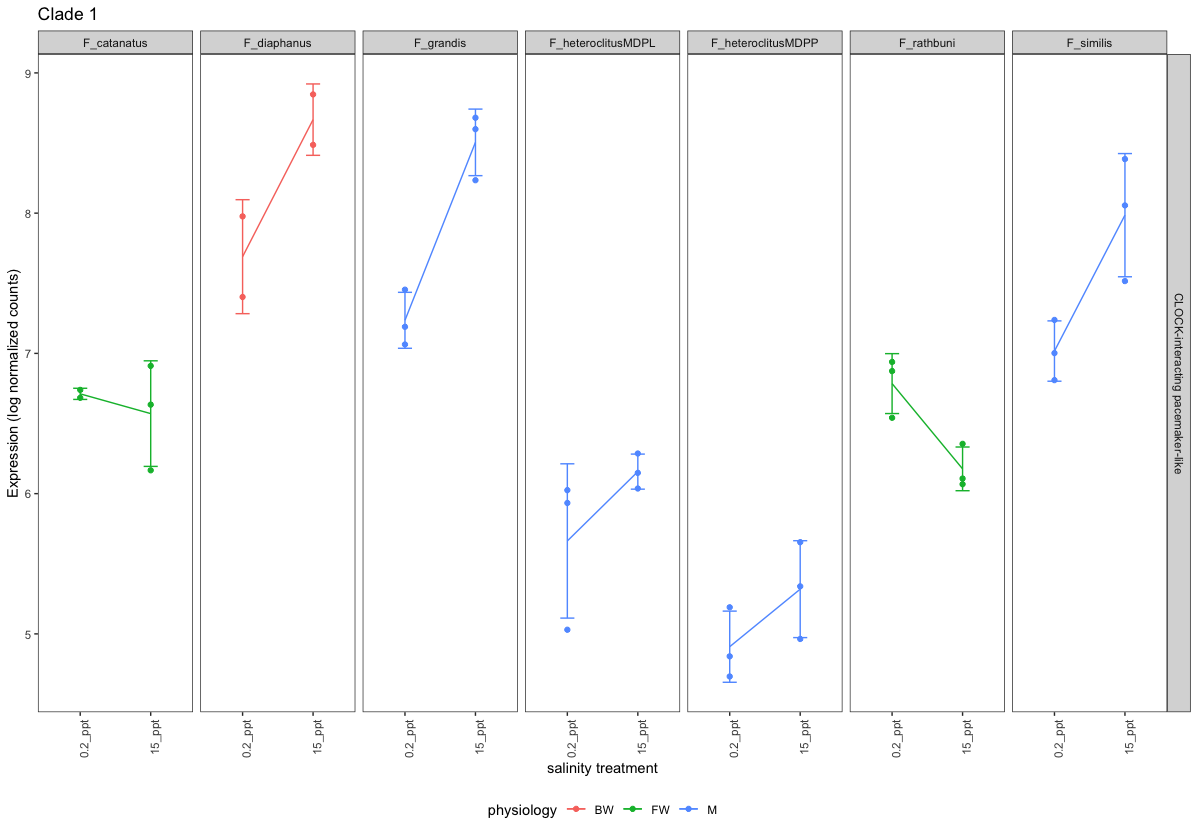 Clade 1
F_catanatus F_diaphanus F_grandis F_heteroclitusMDPL F_heteroclitusMDPP F_rathbuni F_similis
Expression (log normalized counts)
9
8
7
6
5
CLOCK-interacting pacemaker-like
0.2_ppt 15_ppt 0.2_ppt 15_ppt 0.2_ppt 15_ppt 0.2_ppt 15_ppt 0.2_ppt 15_ppt 0.2_ppt 15_ppt 0.2_ppt 15_ppt
salinity treatment
physiology BW FW M